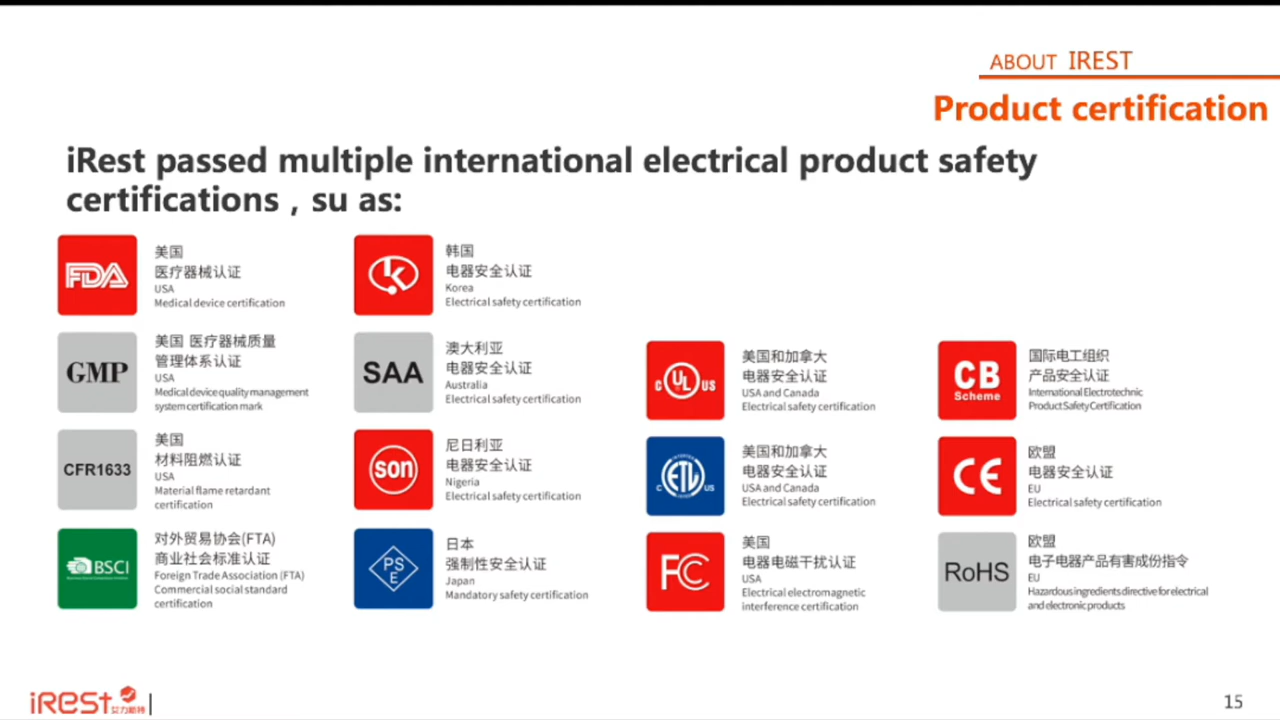 ABOUT IREST
Product certification
iRest passed multiple international electrical product safety
certifications，su as:
FDA
美国
医疗器械认证
USA
Medical device certification
GMP
美国 医疗器械质量
管理体系认证
USA
Medical device quality management
system certification mark
CFR1633
美国
材料阻燃认证
USA
Material flame retardant
certification
BSCI
对外贸易协会(FTA)
商业社会标准认证
Foreign Trade Association (FTA)
Commercial social standard
certification
K
韩国
电器安全认证
Korea
Electrical safety certification
SAA
澳大利亚
电器安全认证
Australia
Electrical safety certification
son
尼日利亚
电器安全认证
Nigeria
Electrical safety certification
PS
E
日本
强制性安全认证
Japan
Mandatory safety certification
C UL US
美国和加拿大
电器安全认证
USA and Canada
Electrical safety certification
C ETL US
美国和加拿大
电器安全认证
USA and Canada
Electrical safety certification
FC
美国
电器电磁干扰认证
USA
Electrical electromagnetic
interference certification
CB
Scheme
国际电工组织
产品安全认证
International Electrotechnic
Product Safety Certification
CE
欧盟
电器安全认证
EU
Electrical safety certification
RoHS
欧盟
电子电器产品有害成份指令
EU
Hazardous ingredients directive for electrical
and electronic products
iRest 艾力斯特
15